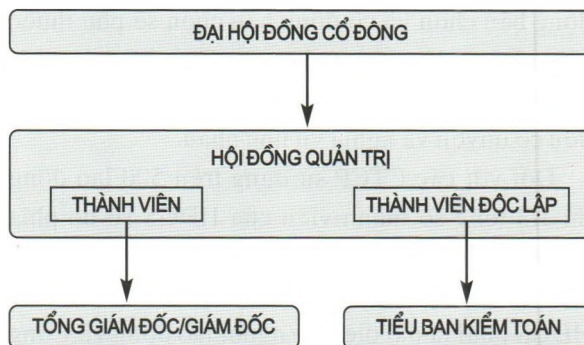 ĐẠI HỘI ĐỒNG CỔ ĐÔNG
HỘI ĐỒNG QUẢN TRỊ
THÀNH VIÊN
THÀNH VIÊN ĐỘC LẬP
TỔNG GIÁM ĐỐC/GIÁM ĐỐC
TIỂU BAN KIỂM TOÁN